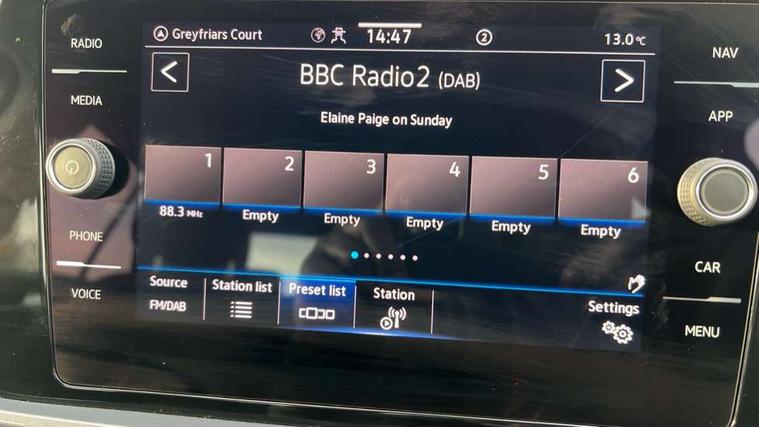 RADIO
MEDIA
PHONE
VOICE
Greyfriars Court 14:47 2 13.0°C
< BBC Radio2 (DAB) >
Elaine Paige on Sunday
1 2 3 4 5 6
88.3 MHz Empty Empty Empty Empty Empty
Source Station list Preset list Station Settings
FM/DAB
NAV
APP
CAR
MENU